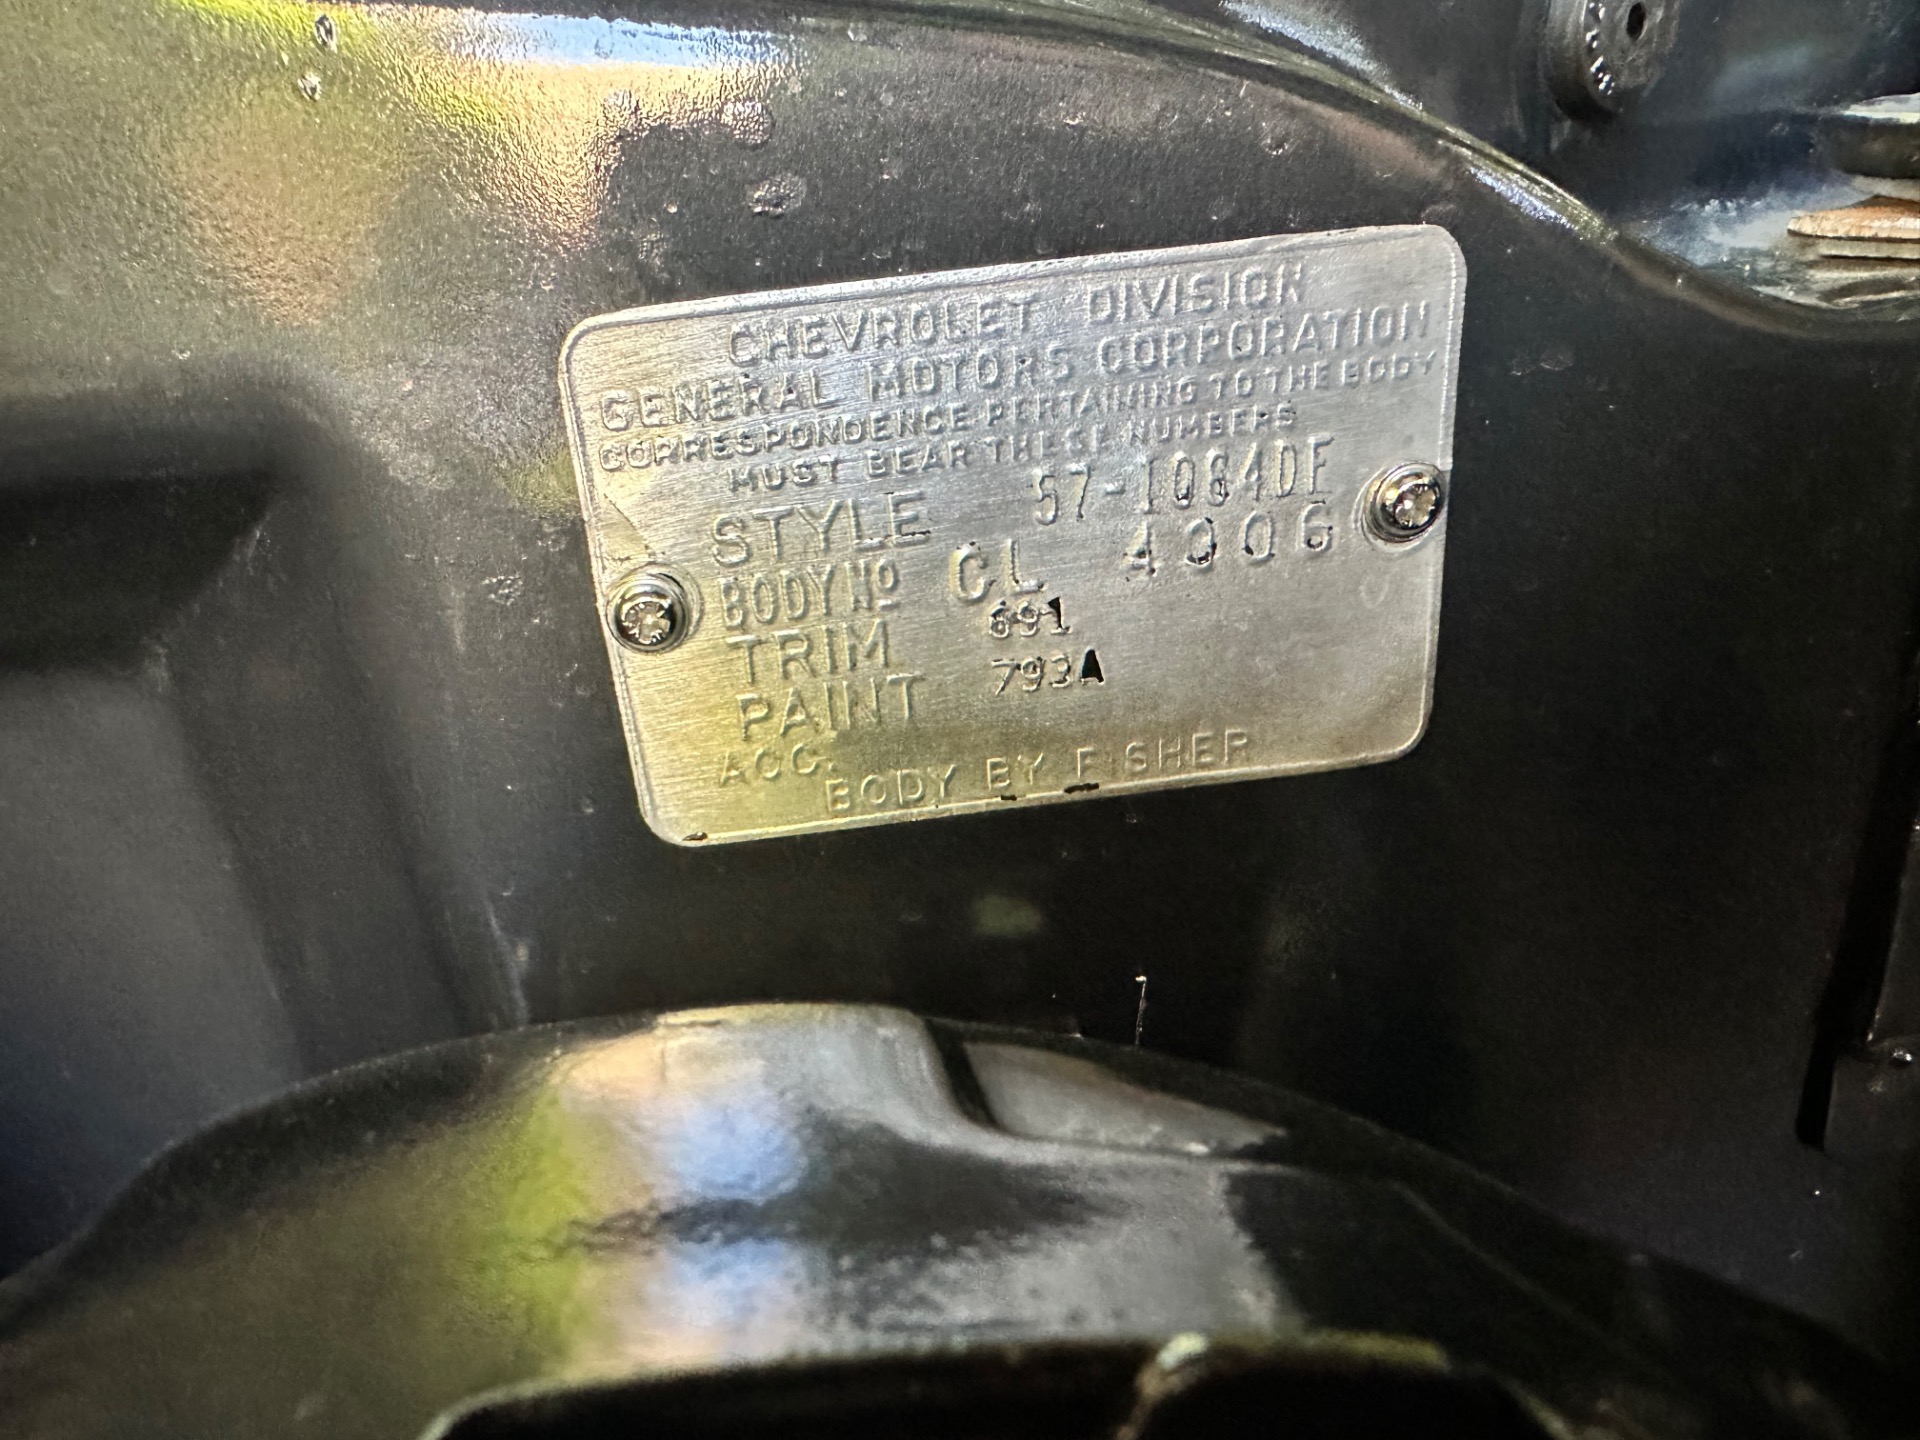 CHEVROLET DIVISION
GENERAL MOTORS CORPORATION
CORRESPONDENCE PERTAINING TO THE BODY
MUST BEAR THESE NUMBERS
STYLE 57-1064DF
BODY Nº CL 4006
TRIM 691
PAINT 793A
ACC.
BODY BY FISHER